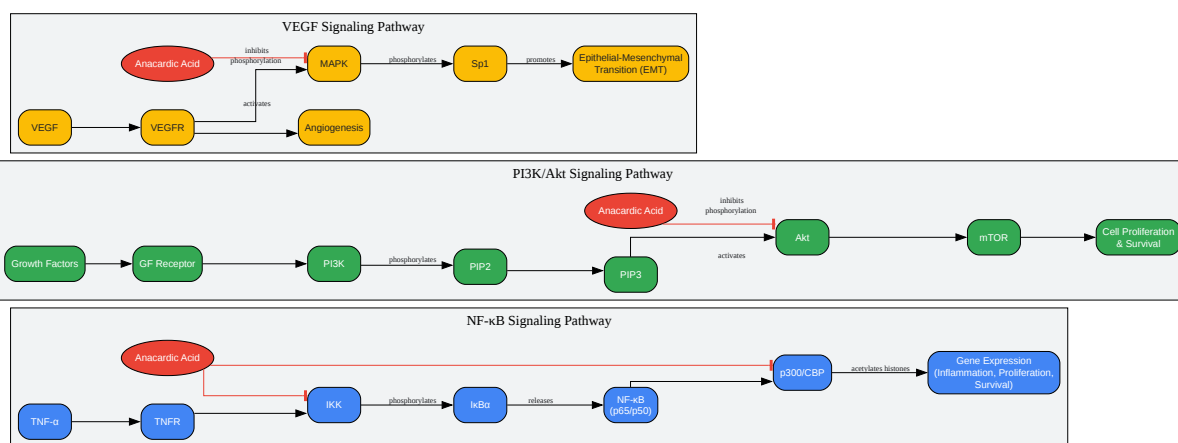 VEGF Signaling Pathway
Anacardic Acid
inhibits
phosphorylation
MAPK
phosphorylates
Sp1
promotes
Epithelial-Mesenchymal
Transition (EMT)
activates
VEGF
VEGFR
Angiogenesis
PI3K/Akt Signaling Pathway
Anacardic Acid
inhibits
phosphorylation
Akt
mTOR
Cell Proliferation
& Survival
activates
Growth Factors
GF Receptor
PI3K
phosphorylates
PIP2
PIP3
NF-κB Signaling Pathway
Anacardic Acid
p300/CBP
acetylates histones
Gene Expression
(Inflammation, Proliferation,
Survival)
TNF-α
TNFR
IKK
phosphorylates
IκBα
releases
NF-κB
(p65/p50)